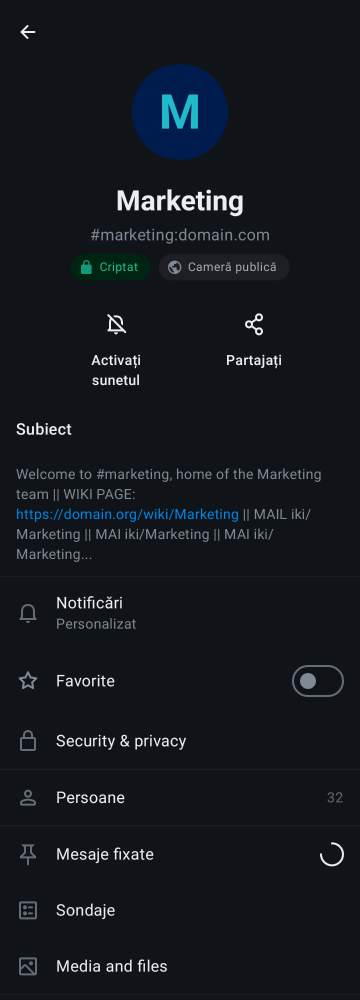 M
Marketing
#marketing:domain.com
Criptat
Cameră publică
Activați
sunetul
Partajați
Subiect
Welcome to #marketing, home of the Marketing
team || WIKI PAGE:
https://domain.org/wiki/Marketing || MAIL iki/
Marketing || MAI iki/Marketing || MAI iki/
Marketing...
Notificări
Personalizat
Favorite
Security & privacy
Persoane 32
Mesaje fixate
Sondaje
Media and files